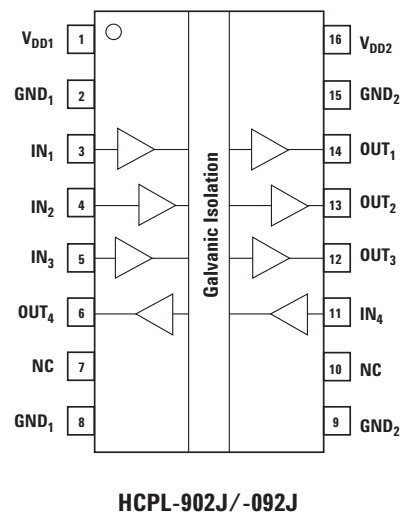 VDD1 1 16 VDD2
GND1 2 15 GND2
IN1 3 14 OUT1
IN2 4 13 OUT2
IN3 5 12 OUT3
OUT4 6 11 IN4
NC 7 10 NC
GND1 8 9 GND2
Galvanic Isolation
HCPL-902J/-092J